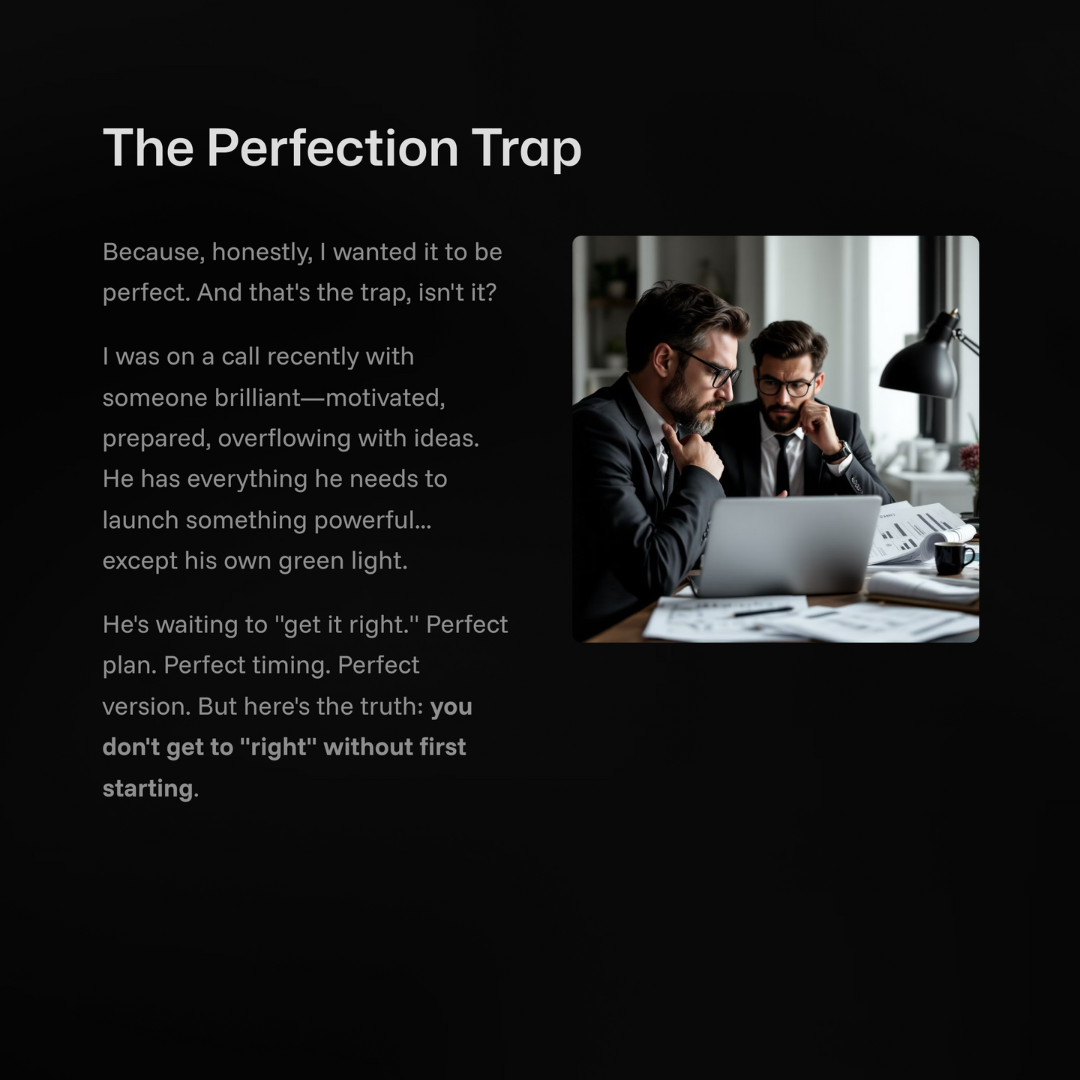 The Perfection Trap
Because, honestly, I wanted it to be
perfect. And that's the trap, isn't it?
I was on a call recently with
someone brilliant—motivated,
prepared, overflowing with ideas.
He has everything he needs to
launch something powerful...
except his own green light.
He's waiting to "get it right." Perfect
plan. Perfect timing. Perfect
version. But here's the truth: you
don't get to "right" without first
starting.